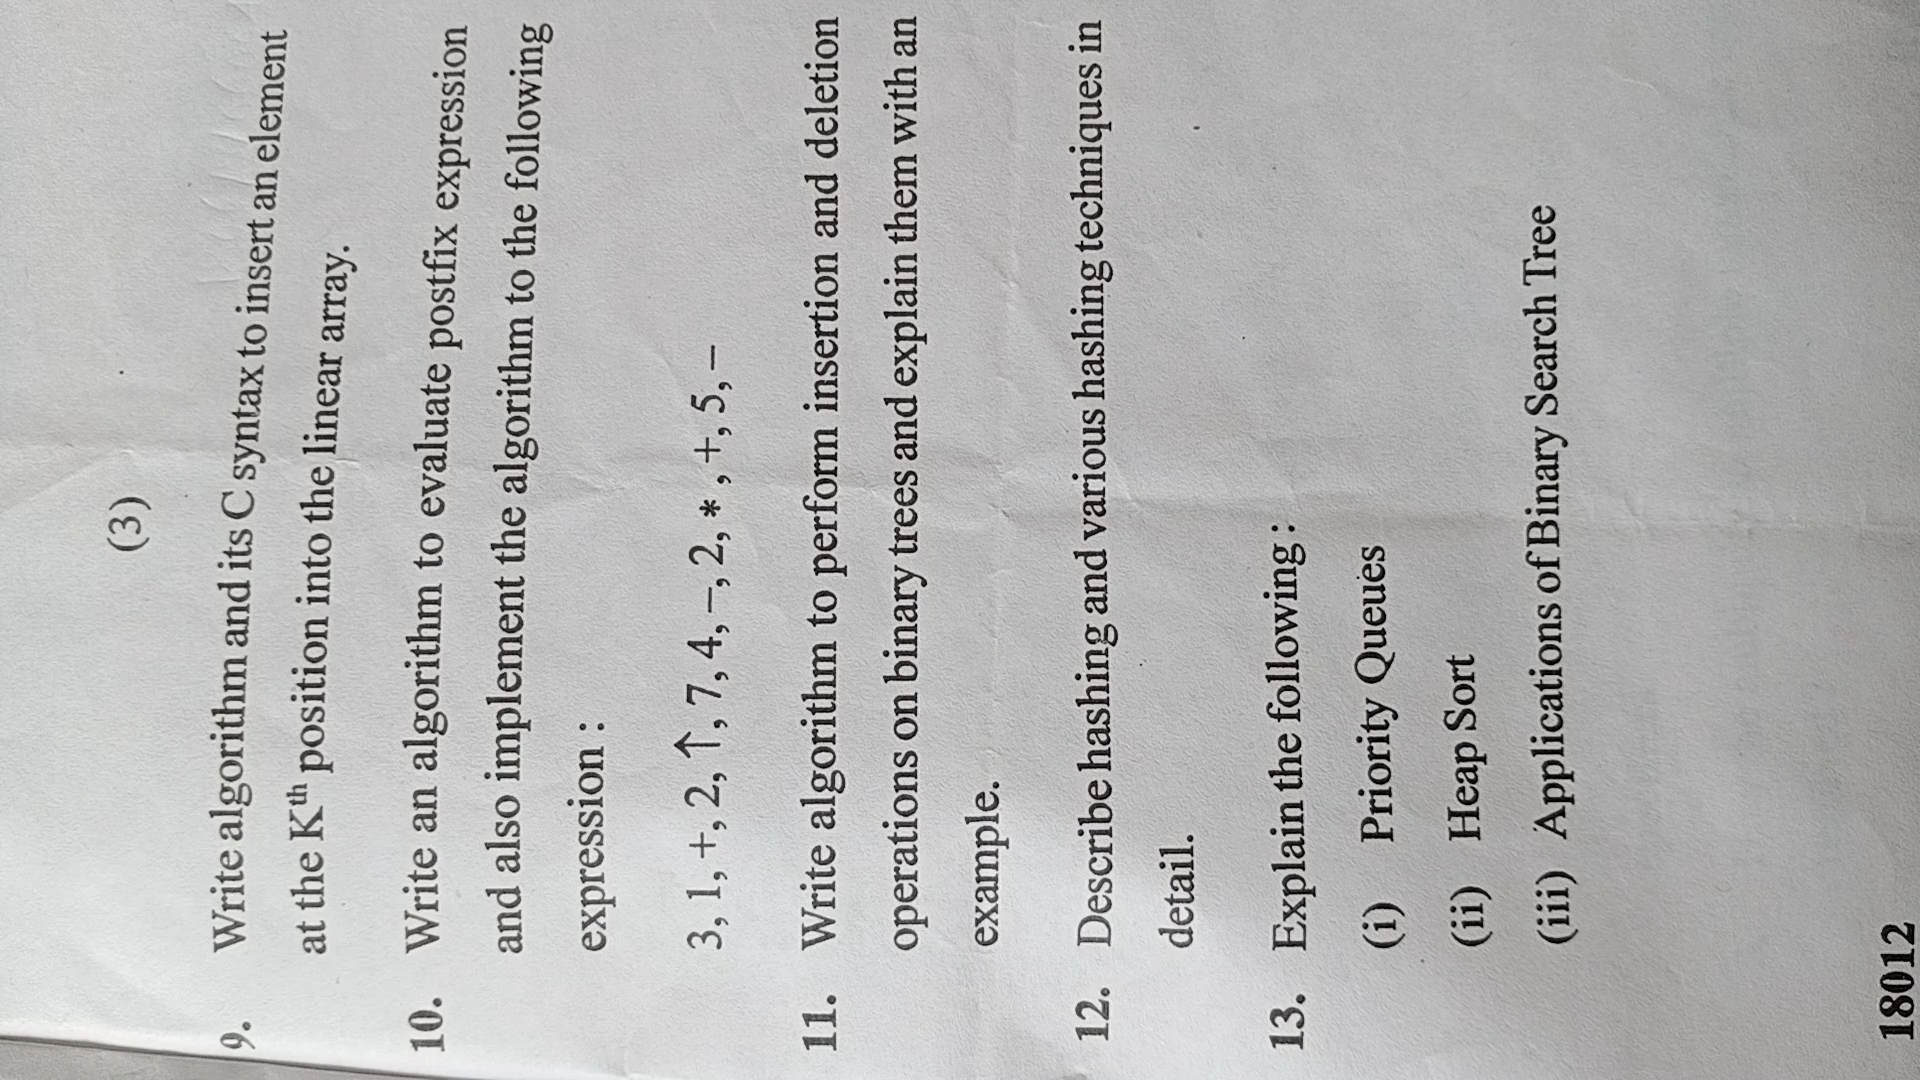 (3)
9. Write algorithm and its C syntax to insert an element
at the Kth position into the linear array.
10. Write an algorithm to evaluate postfix expression
and also implement the algorithm to the following
expression :
3, 1, +, 2, ↑, 7, 4, –, 2, *, +, 5, –
11. Write algorithm to perform insertion and deletion
operations on binary trees and explain them with an
example.
12. Describe hashing and various hashing techniques in
detail.
13. Explain the following :
(i) Priority Queues
(ii) Heap Sort
(iii) Applications of Binary Search Tree
18012